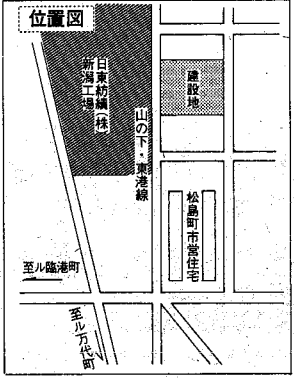 位置図
建設地
山の下・東港線
日東紡績(株)
新潟工場
松島町市営住宅
至ル臨港町
至ル万代町